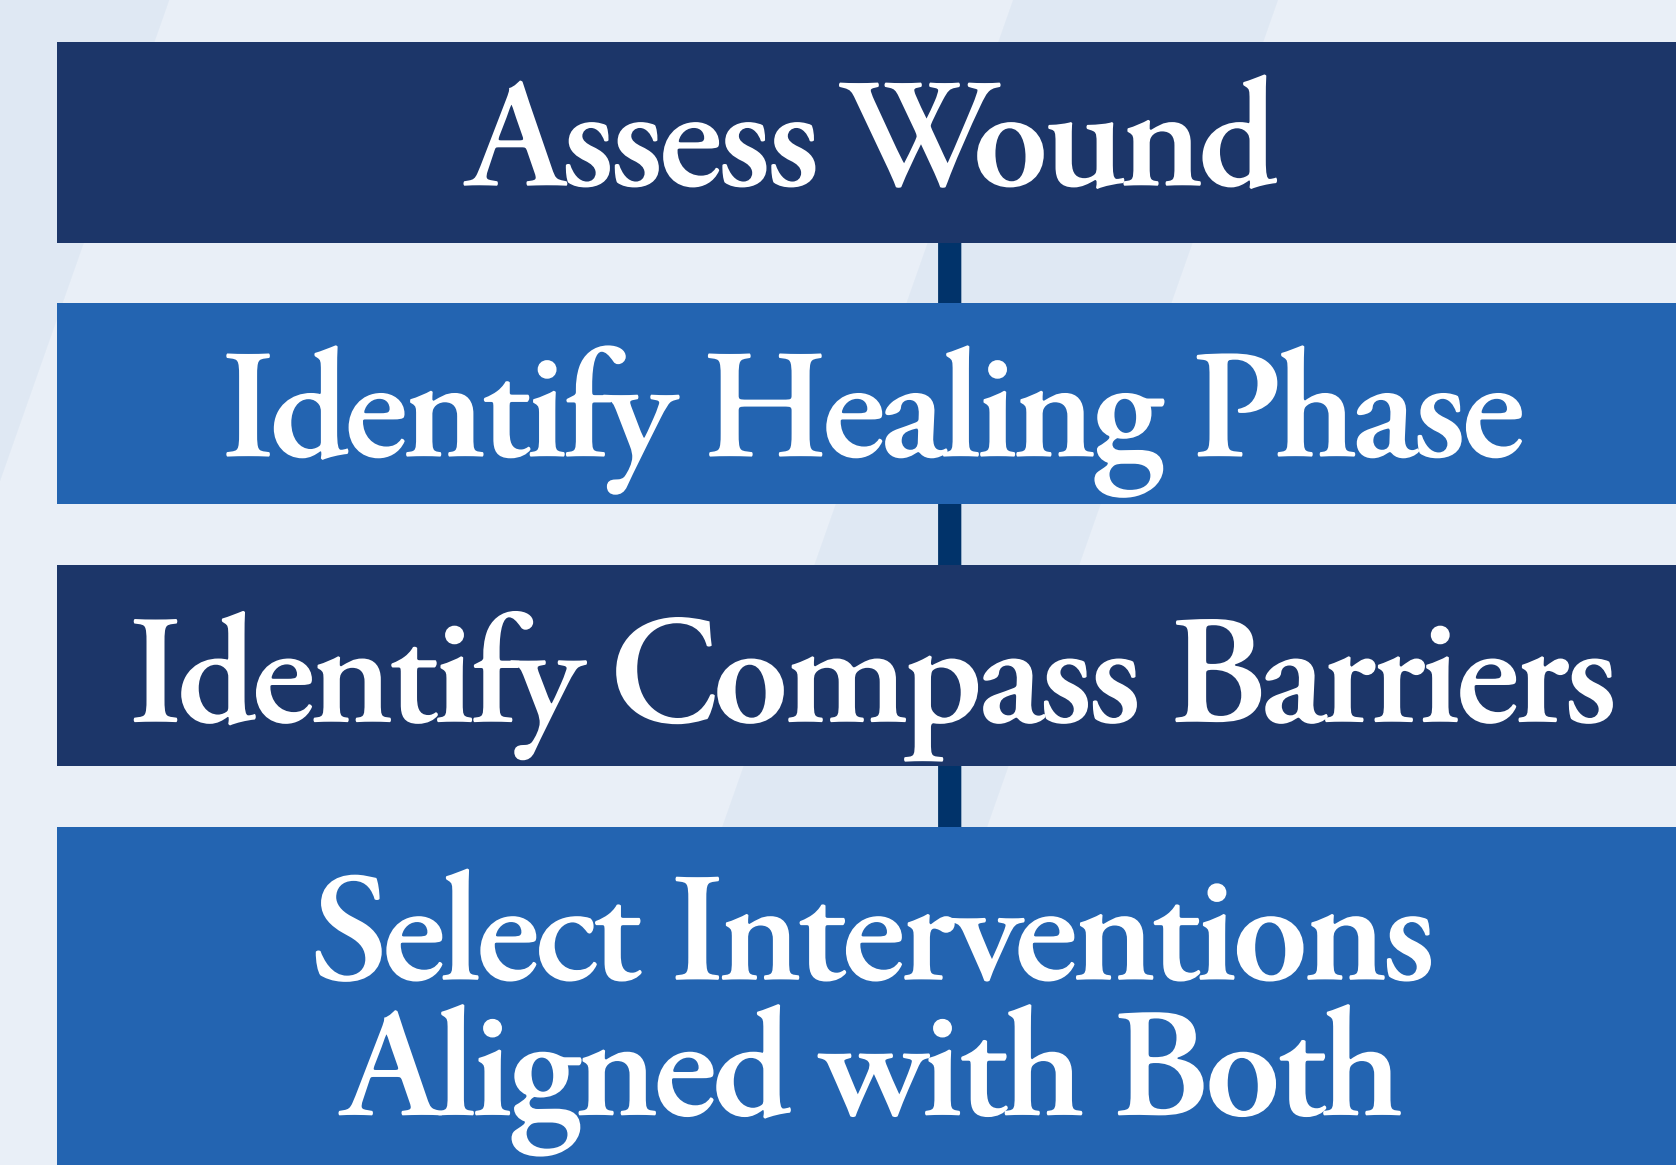 Assess Wound
Identify Healing Phase
Identify Compass Barriers
Select Interventions
Aligned with Both